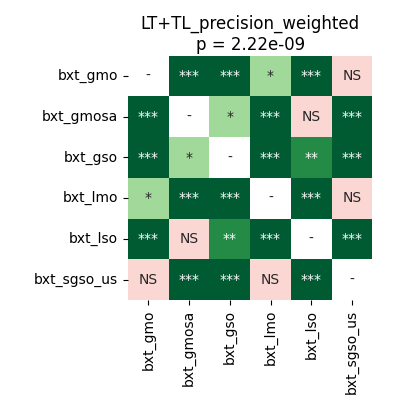 LT+TL_precision_weighted
p = 2.22e-09
bxt_gmo - *** *** * *** NS
bxt_gmosa *** - * *** NS ***
bxt_gso *** * - *** ** ***
bxt_lmo * *** *** - *** NS
bxt_lso *** NS ** *** - ***
bxt_sgso_us NS *** *** NS *** -
bxt_gmo bxt_gmosa bxt_gso bxt_lmo bxt_lso bxt_sgso_us